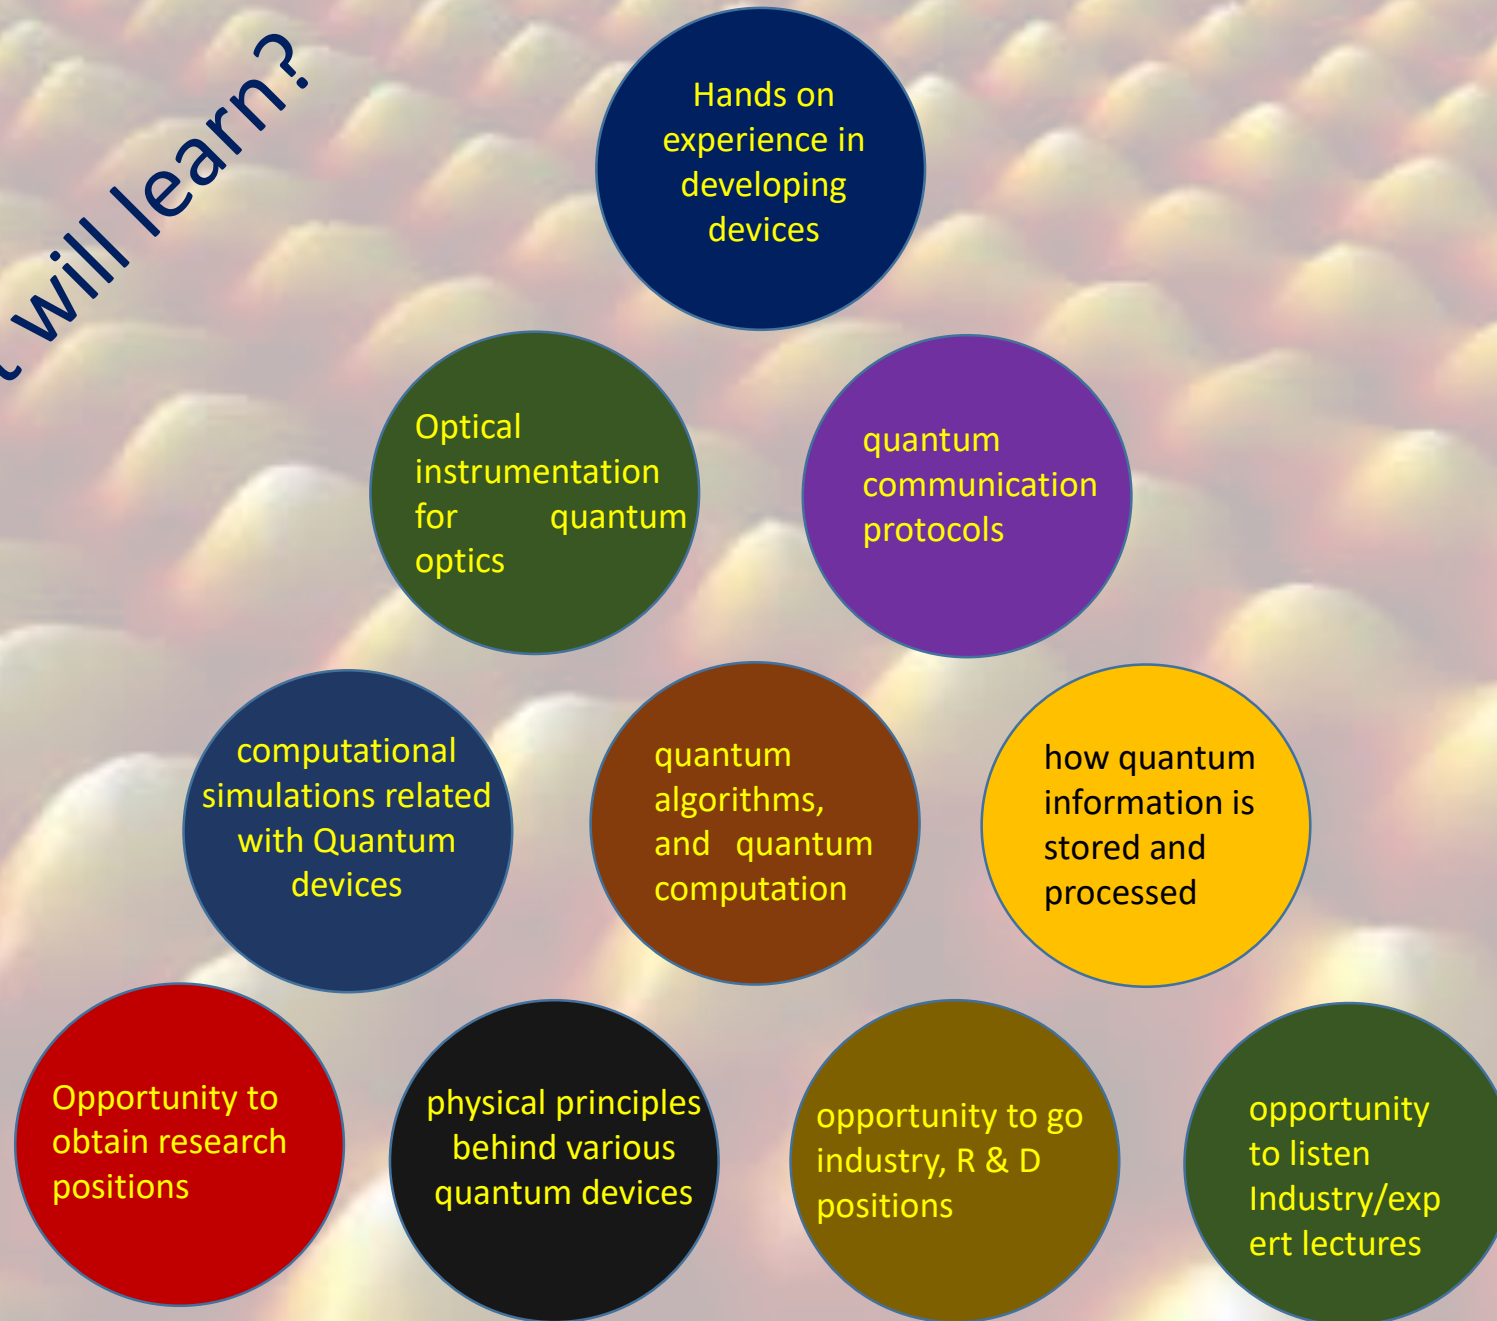 will learn?
Hands on
experience in
developing
devices
Optical
instrumentation
for quantum
optics
quantum
communication
protocols
computational
simulations related
with Quantum
devices
quantum
algorithms,
and quantum
computation
how quantum
information is
stored and
processed
Opportunity to
obtain research
positions
physical principles
behind various
quantum devices
opportunity to go
industry, R & D
positions
opportunity
to listen
Industry/exp
ert lectures